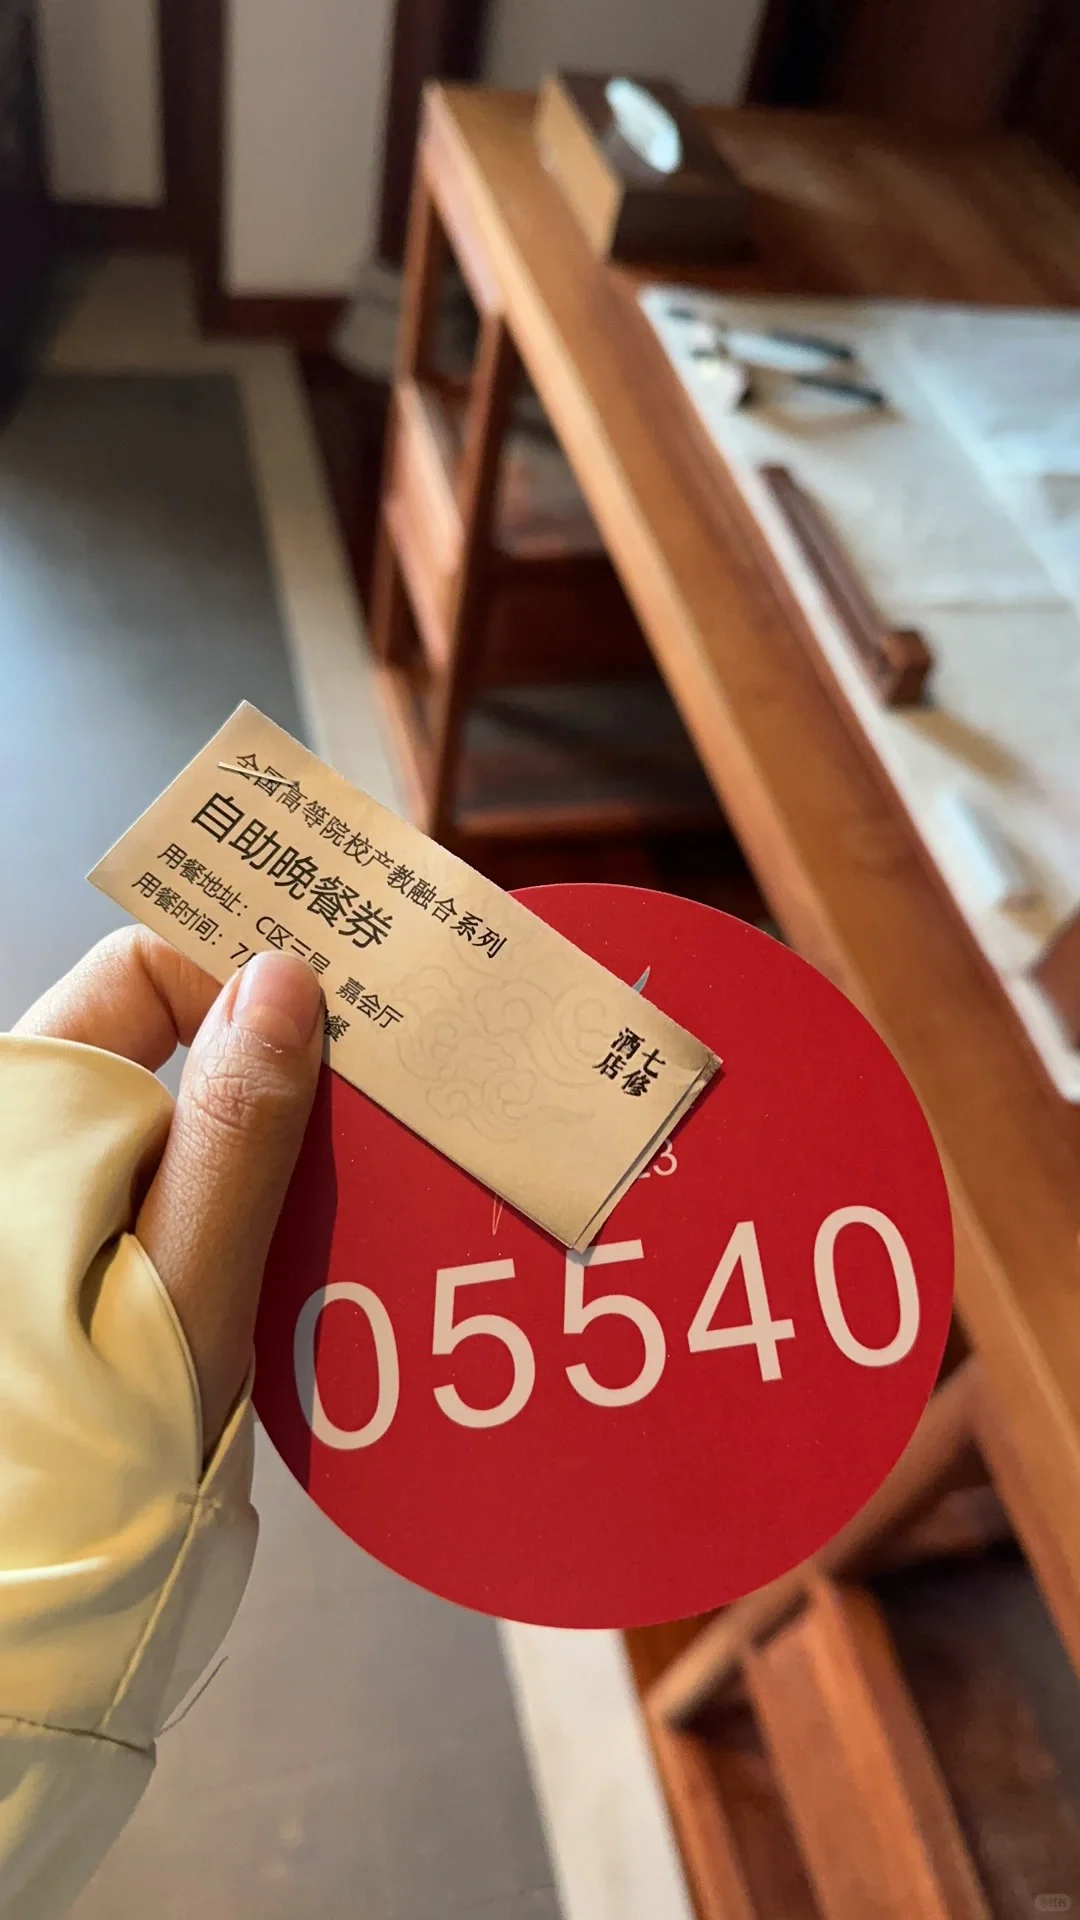 全国高等院校产教融合系列
自助晚餐券
用餐地址：C区三层 嘉会厅
用餐时间：7
餐
七修
酒店
23
05540